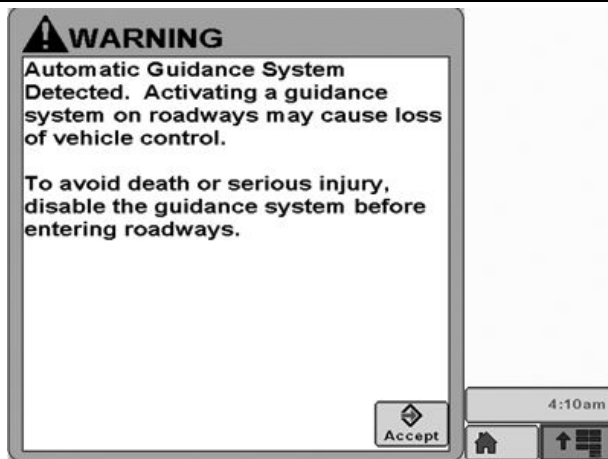 WARNING
Automatic Guidance System
Detected. Activating a guidance
system on roadways may cause loss
of vehicle control.
To avoid death or serious injury,
disable the guidance system before
entering roadways.
Accept
4:10am